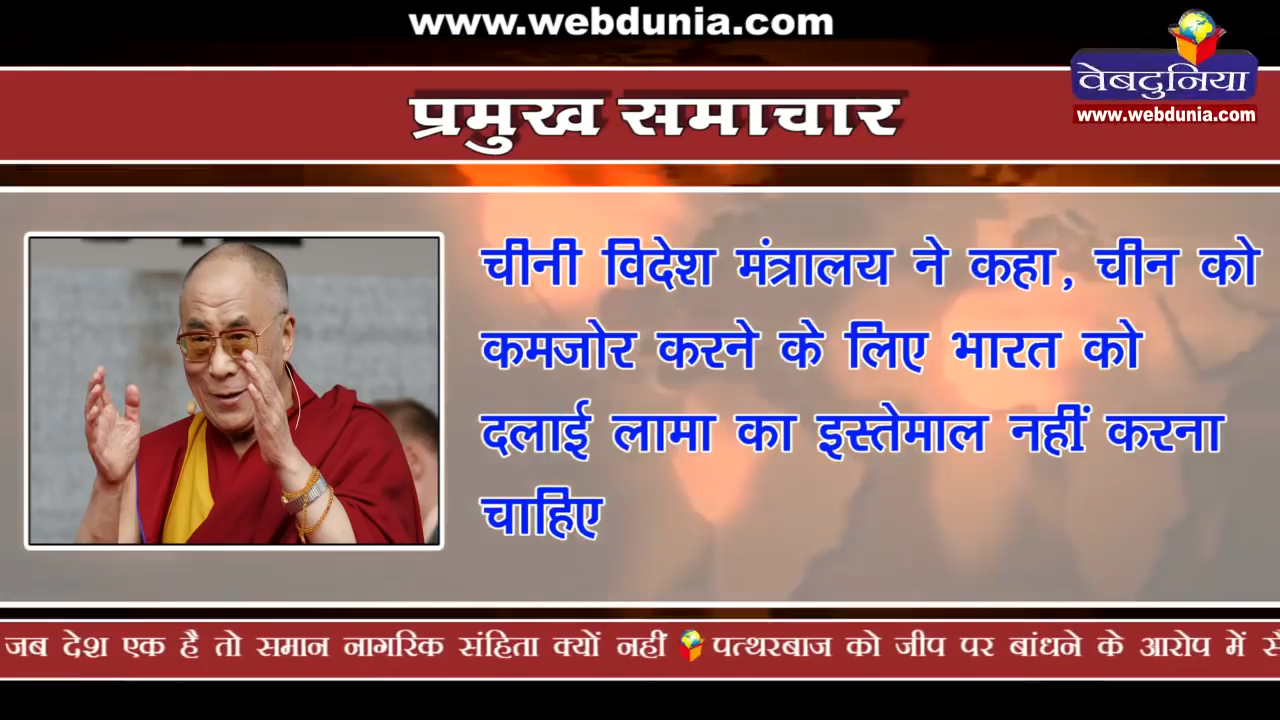 www.webdunia.com
वेबदुनिया
www.webdunia.com
प्रमुख समाचार
चीनी विदेश मंत्रालय ने कहा, चीन को
कमजोर करने के लिए भारत को
दलाई लामा का इस्तेमाल नहीं करना
चाहिए
जब देश एक है तो समान नागरिक संहिता क्यों नहीं पत्थरबाज को जीप पर बांधने के आरोप में